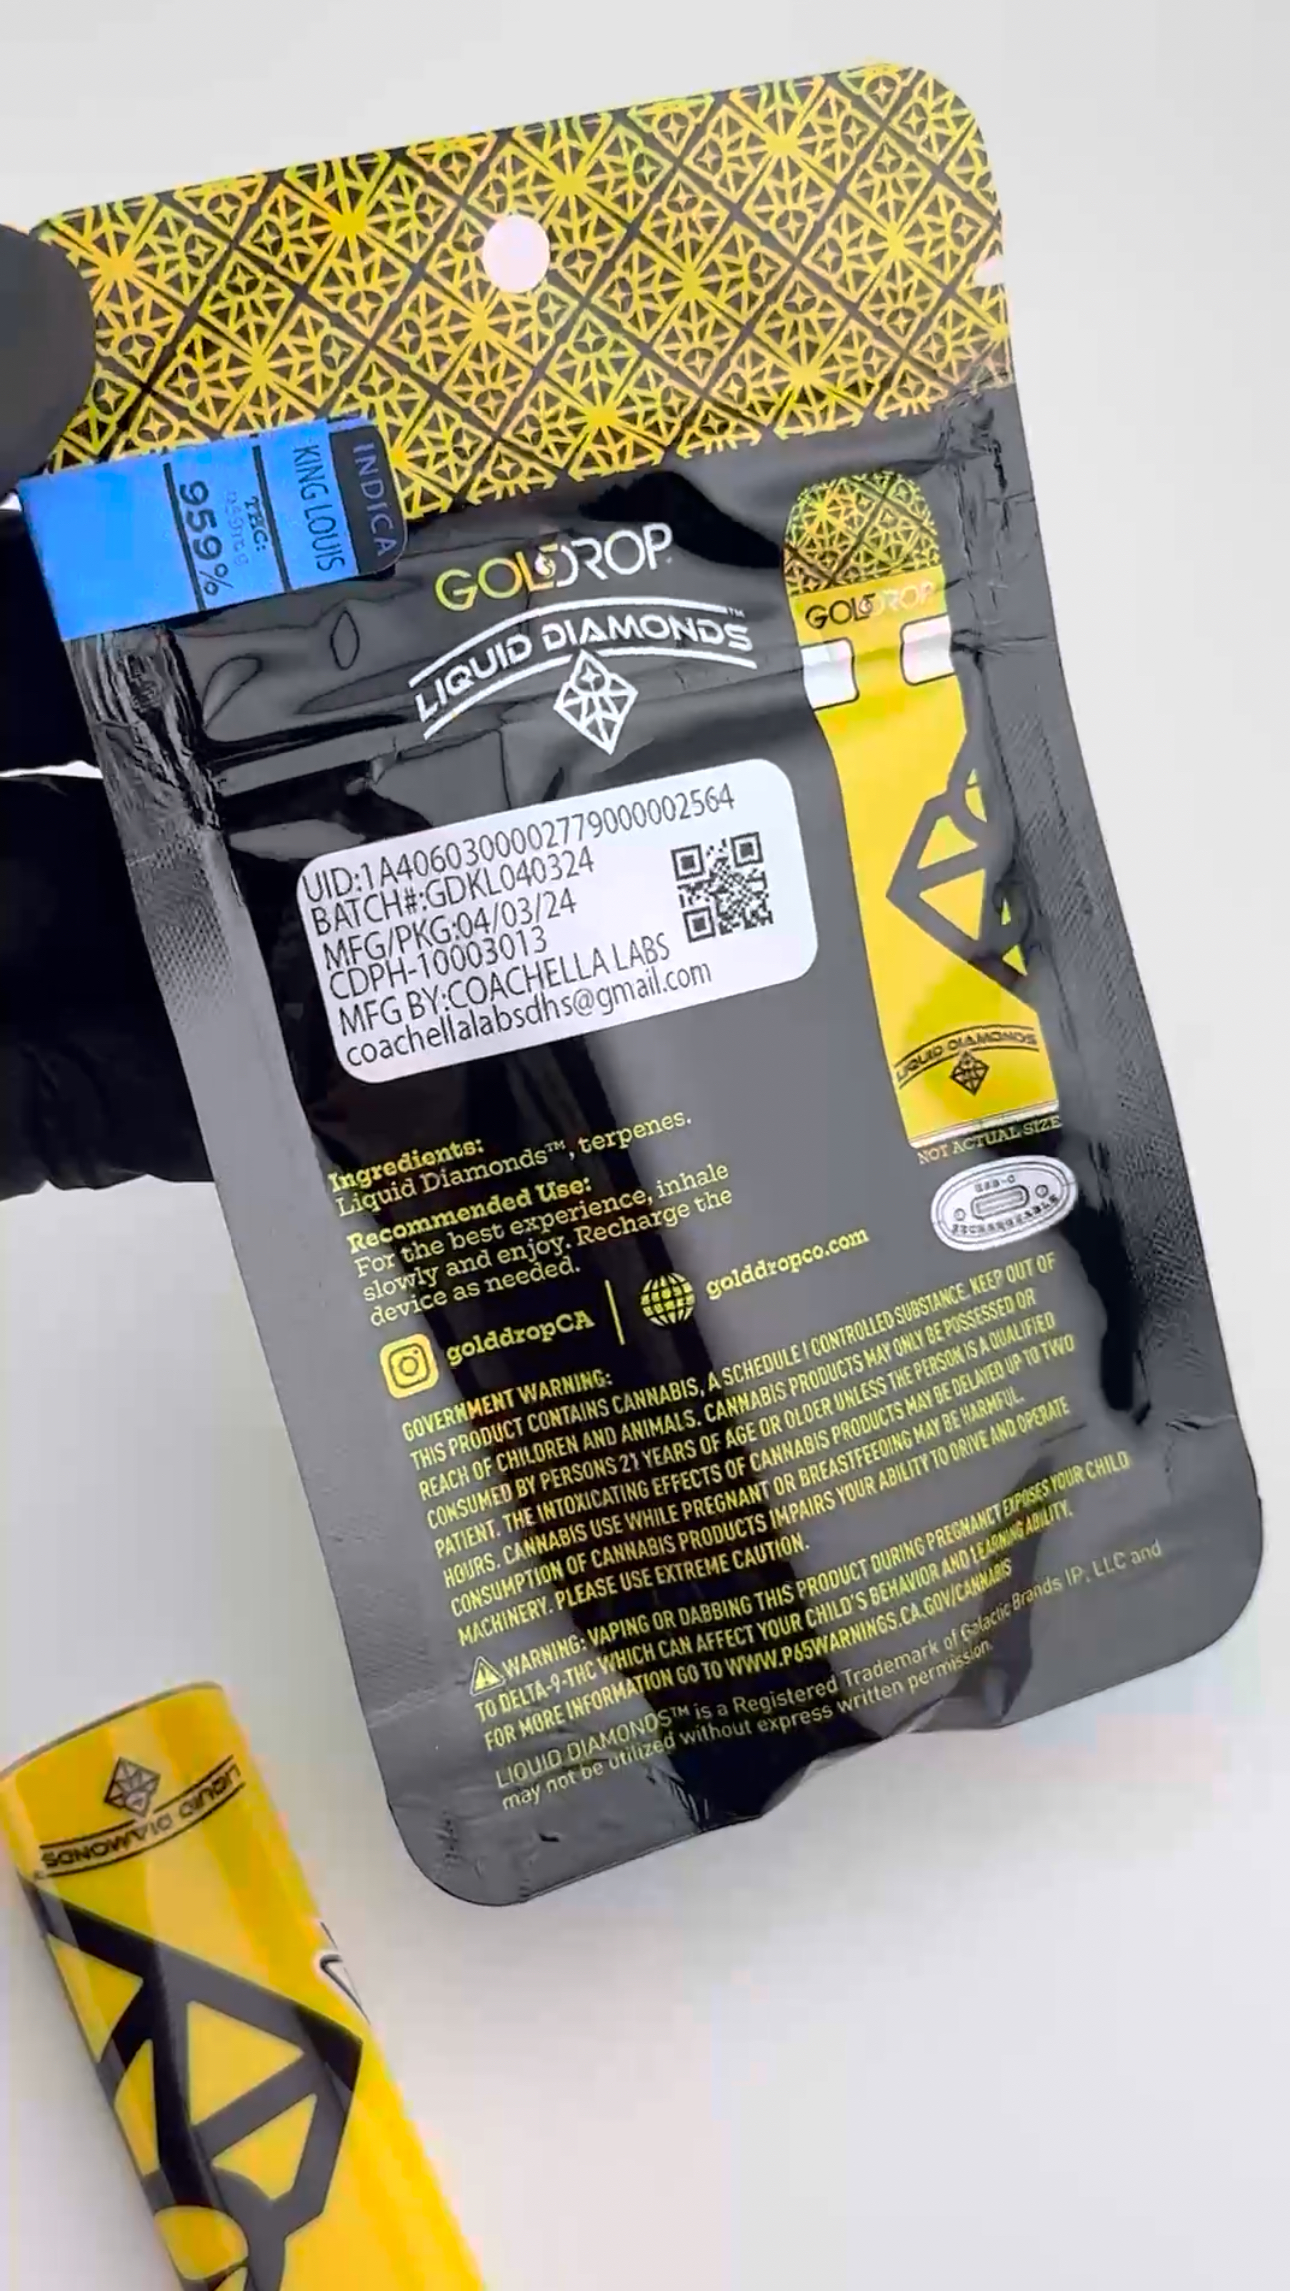 INDICA
KING LOUIS
THC:
959%
GOLDROP
LIQUID DIAMONDS™
GOLDROP
UID:1A4060300002779000002564
BATCH#:GDKL040324
MFG/PKG:04/03/24
CDPH-10003013
MFG BY:COACHELLA LABS
coachellalabsdhs@gmail.com
LIQUID DIAMONDS
NOT ACTUAL SIZE
USB-C
RECHARGEABLE
Ingredients:
Liquid Diamonds™, terpenes.
Recommended Use:
For the best experience, inhale
slowly and enjoy. Recharge the
device as needed.
golddropCA
golddropco.com
GOVERNMENT WARNING:
THIS PRODUCT CONTAINS CANNABIS, A SCHEDULE I CONTROLLED SUBSTANCE. KEEP OUT OF
REACH OF CHILDREN AND ANIMALS. CANNABIS PRODUCTS MAY ONLY BE POSSESSED OR
CONSUMED BY PERSONS 21 YEARS OF AGE OR OLDER UNLESS THE PERSON IS A QUALIFIED
PATIENT. THE INTOXICATING EFFECTS OF CANNABIS PRODUCTS MAY BE DELAYED UP TO TWO
HOURS. CANNABIS USE WHILE PREGNANT OR BREASTFEEDING MAY BE HARMFUL.
CONSUMPTION OF CANNABIS PRODUCTS IMPAIRS YOUR ABILITY TO DRIVE AND OPERATE
MACHINERY. PLEASE USE EXTREME CAUTION.
WARNING: VAPING OR DABBING THIS PRODUCT DURING PREGNANCY EXPOSES YOUR CHILD
TO DELTA-9-THC WHICH CAN AFFECT YOUR CHILD'S BEHAVIOR AND LEARNING ABILITY.
FOR MORE INFORMATION GO TO WWW.P65WARNINGS.CA.GOV/CANNABIS
LIQUID DIAMONDS™ is a Registered Trademark of Galactic Brands IP, LLC and
may not be utilized without express written permission.
LIQUID DIAMONDS